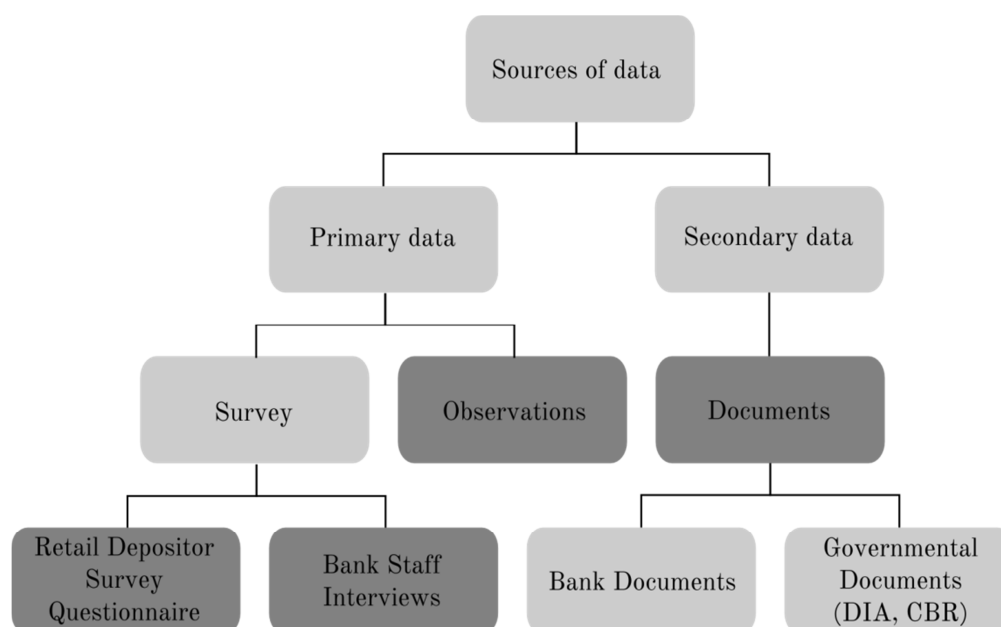 Sources of data
Primary data
Secondary data
Survey
Observations
Documents
Retail Depositor
Survey
Questionnaire
Bank Staff
Interviews
Bank Documents
Governmental
Documents
(DIA, CBR)